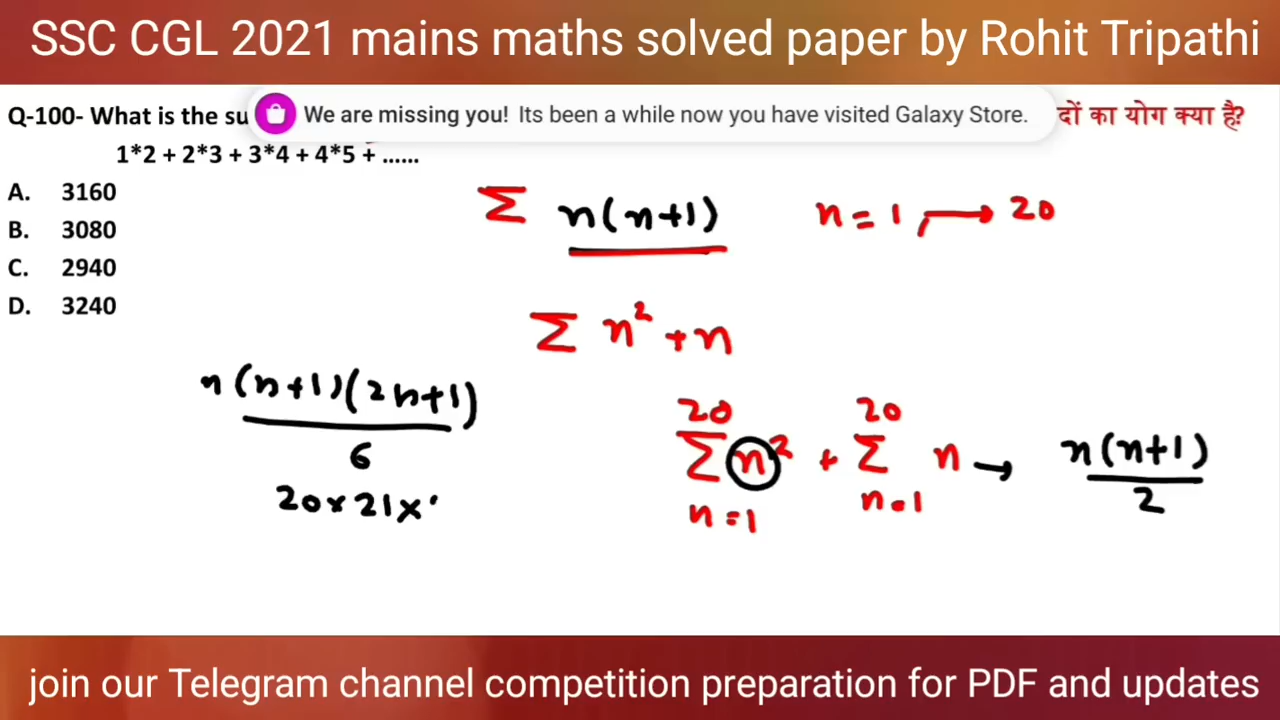 SSC CGL 2021 mains maths solved paper by Rohit Tripathi
Q-100- What is the su
We are missing you! Its been a while now you have visited Galaxy Store.
दों का योग क्या है?
1*2 + 2*3 + 3*4 + 4*5 + ......
A. 3160
B. 3080
C. 2940
D. 3240
Σ n(n+1) n = 1, → 20
Σ n² + n
n(n+1)(2n+1)
6
20×21×
20 20
Σ n² + Σ n → n(n+1)
2
n=1 n=1
join our Telegram channel competition preparation for PDF and updates